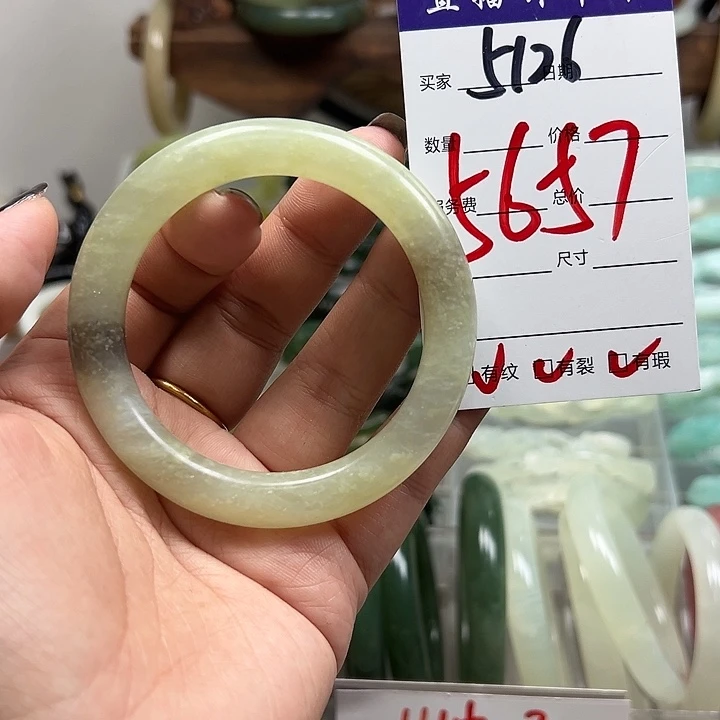 买家 5126 日期
数量 价格
5657
务费 总价
尺寸
有纹 有裂 有瑕